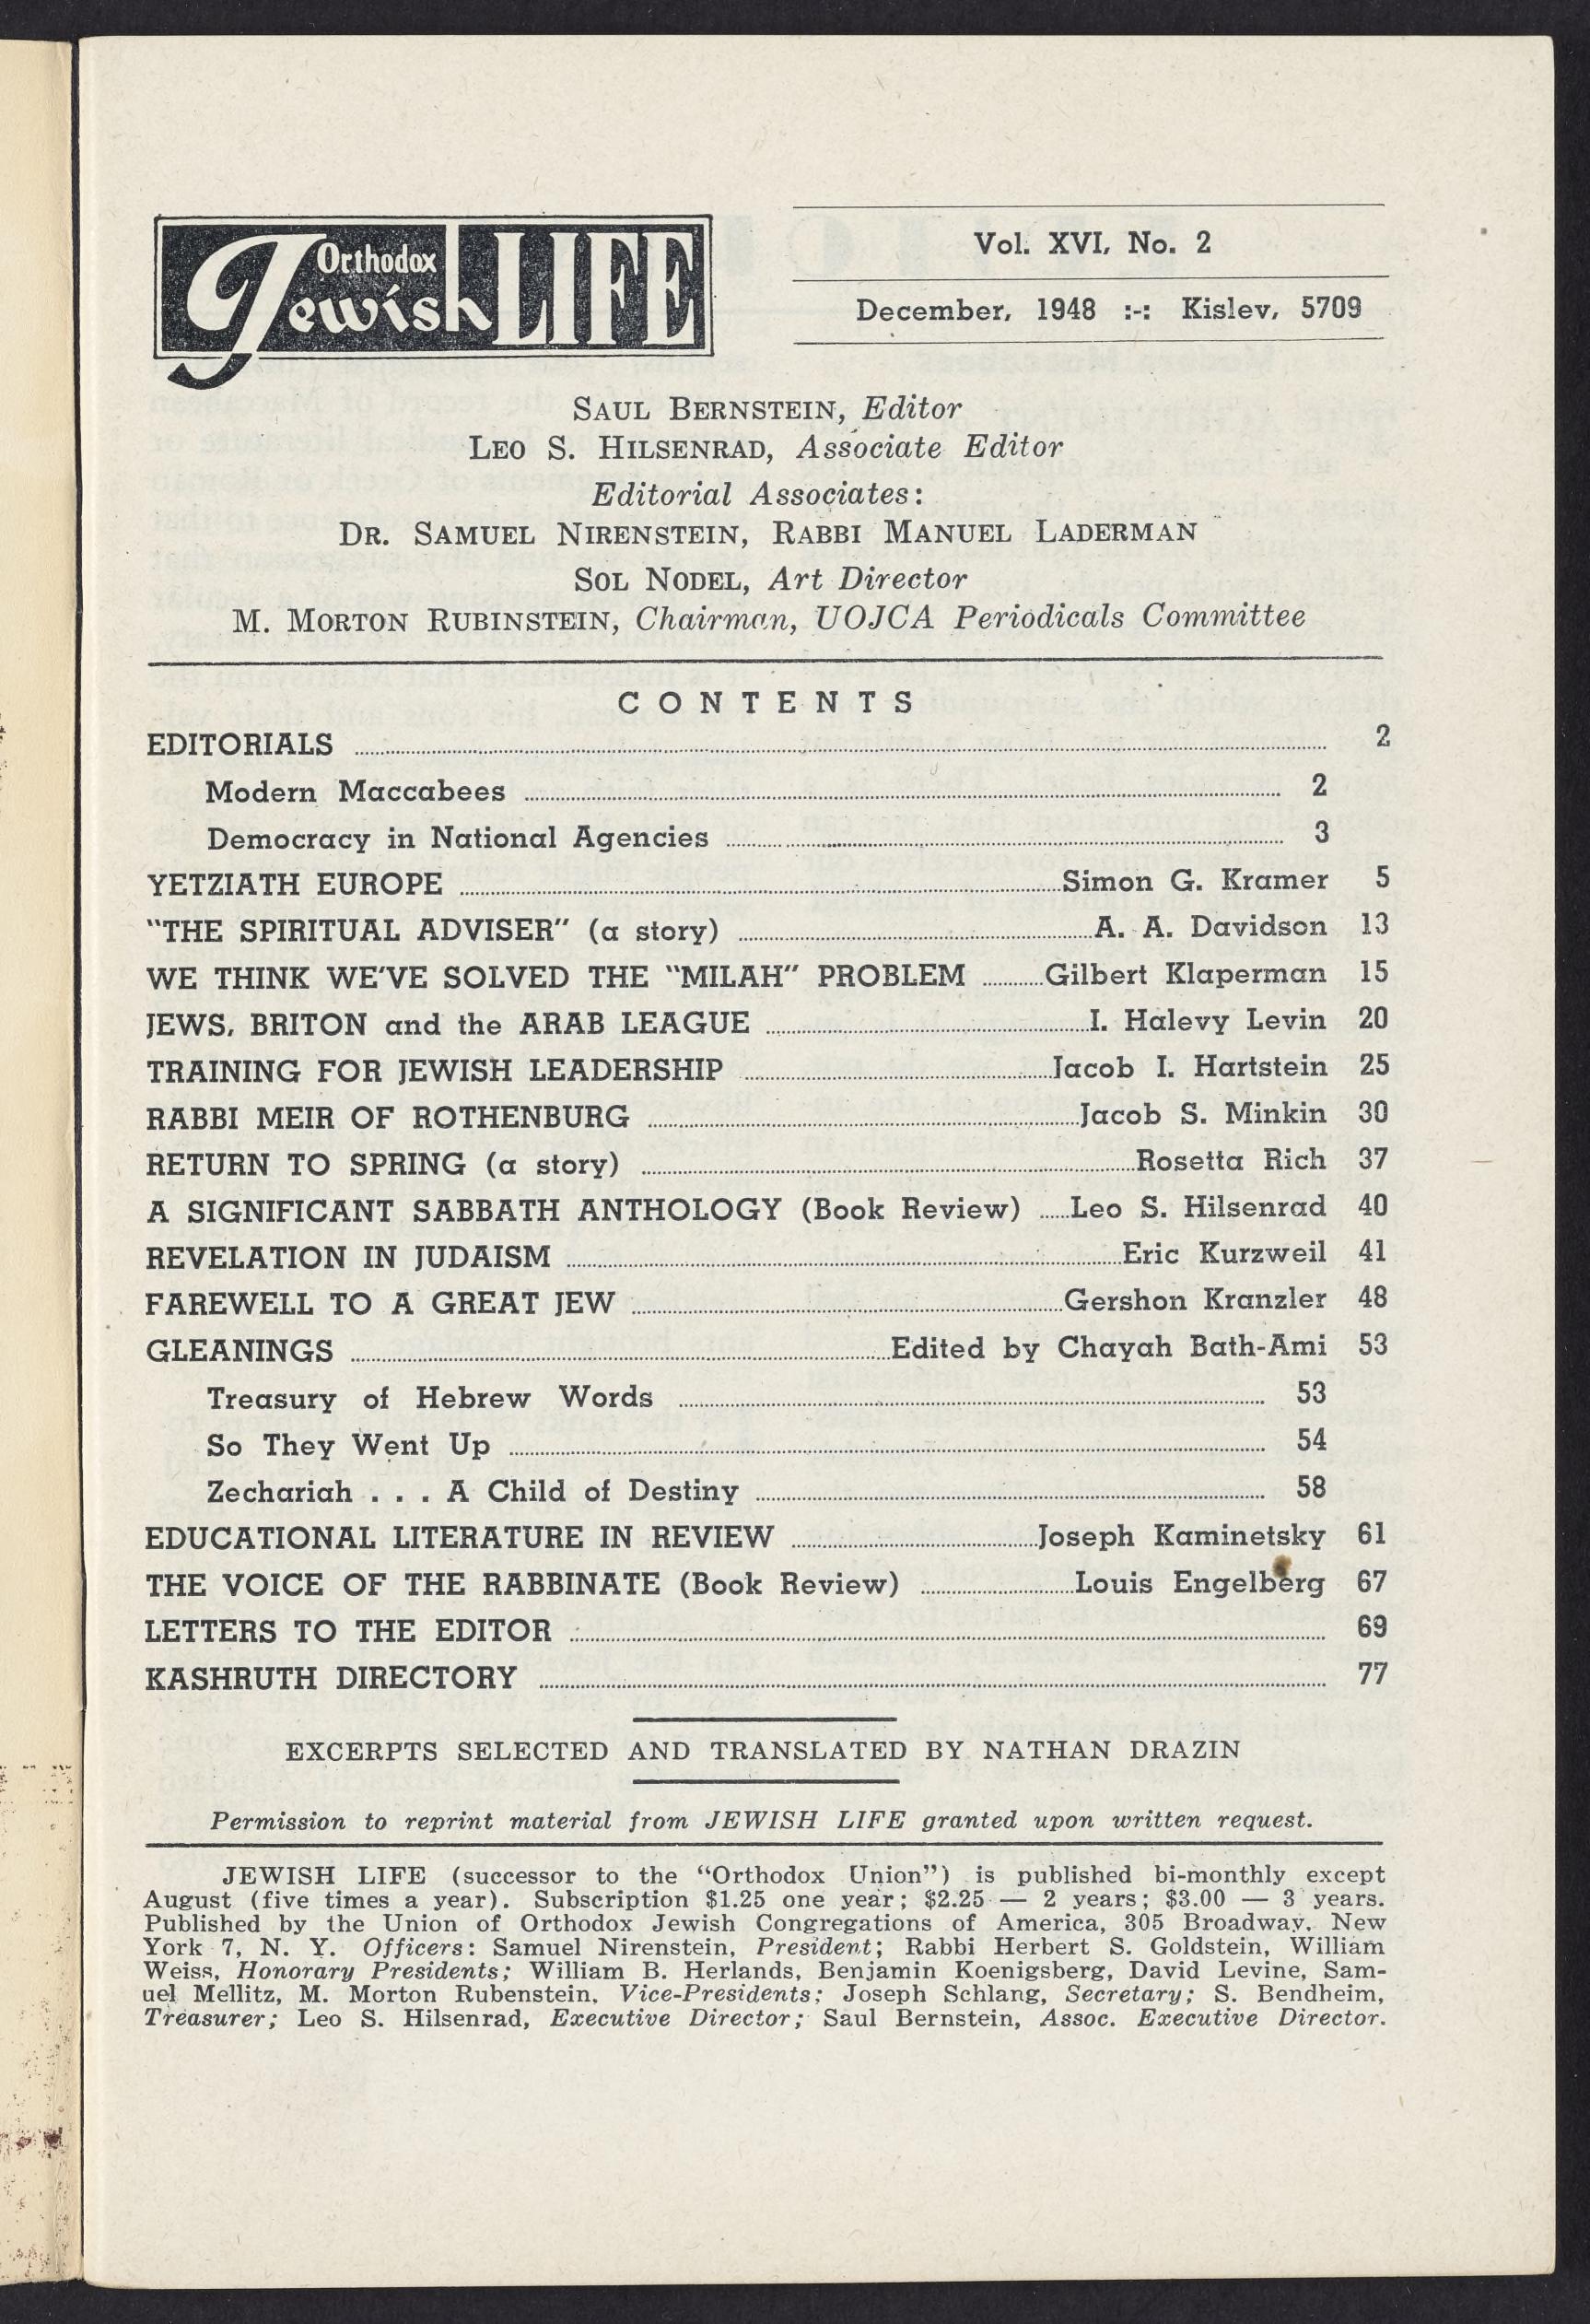 Orthodox
Jewish LIFE
Vol. XVI, No. 2
December, 1948 :-: Kislev, 5709
SAUL BERNSTEIN, Editor
LEO S. HILSENRAD, Associate Editor
Editorial Associates:
DR. SAMUEL NIRENSTEIN, RABBI MANUEL LADERMAN
SOL NODEL, Art Director
M. MORTON RUBINSTEIN, Chairman, UOJCA Periodicals Committee
CONTENTS
EDITORIALS 2
Modern Maccabees 2
Democracy in National Agencies 3
YETZIATH EUROPE Simon G. Kramer 5
"THE SPIRITUAL ADVISER" (a story) A. A. Davidson 13
WE THINK WE'VE SOLVED THE "MILAH" PROBLEM Gilbert Klaperman 15
JEWS, BRITON and the ARAB LEAGUE I. Halevy Levin 20
TRAINING FOR JEWISH LEADERSHIP Jacob I. Hartstein 25
RABBI MEIR OF ROTHENBURG Jacob S. Minkin 30
RETURN TO SPRING (a story) Rosetta Rich 37
A SIGNIFICANT SABBATH ANTHOLOGY (Book Review) Leo S. Hilsenrad 40
REVELATION IN JUDAISM Eric Kurzweil 41
FAREWELL TO A GREAT JEW Gershon Kranzler 48
GLEANINGS Edited by Chayah Bath-Ami 53
Treasury of Hebrew Words 53
So They Went Up 54
Zechariah . . . A Child of Destiny 58
EDUCATIONAL LITERATURE IN REVIEW Joseph Kaminetsky 61
THE VOICE OF THE RABBINATE (Book Review) Louis Engelberg 67
LETTERS TO THE EDITOR 69
KASHRUTH DIRECTORY 77
EXCERPTS SELECTED AND TRANSLATED BY NATHAN DRAZIN
Permission to reprint material from JEWISH LIFE granted upon written request.
JEWISH LIFE (successor to the "Orthodox Union") is published bi-monthly except
August (five times a year). Subscription $1.25 one year; $2.25 — 2 years; $3.00 — 3 years.
Published by the Union of Orthodox Jewish Congregations of America, 305 Broadway, New
York 7, N. Y. Officers: Samuel Nirenstein, President; Rabbi Herbert S. Goldstein, William
Weiss, Honorary Presidents; William B. Herlands, Benjamin Koenigsberg, David Levine, Sam-
uel Mellitz, M. Morton Rubenstein, Vice-Presidents; Joseph Schlang, Secretary; S. Bendheim,
Treasurer; Leo S. Hilsenrad, Executive Director; Saul Bernstein, Assoc. Executive Director.